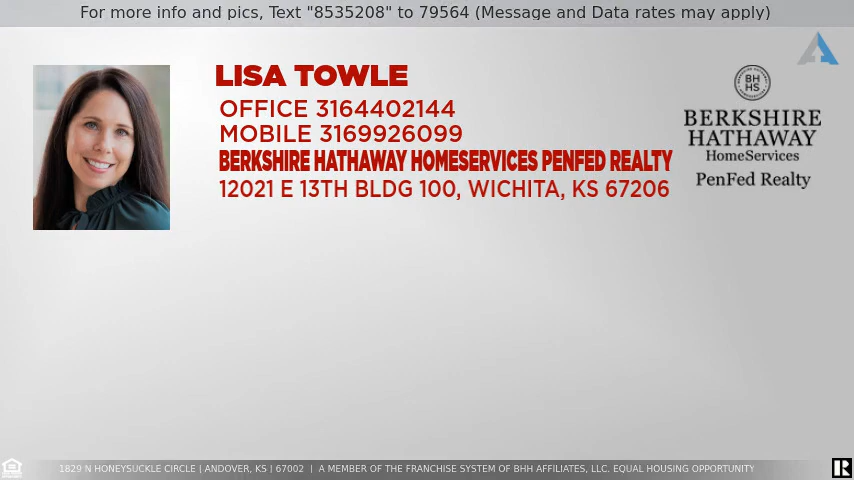 For more info and pics, Text "8535208" to 79564 (Message and Data rates may apply)
LISA TOWLE
OFFICE 3164402144
MOBILE 3169926099
BERKSHIRE HATHAWAY HOMESERVICES PENFED REALTY
12021 E 13TH BLDG 100, WICHITA, KS 67206
BH
HS
BERKSHIRE
HATHAWAY
HomeServices
PenFed Realty
1829 N HONEYSUCKLE CIRCLE | ANDOVER, KS | 67002 | A MEMBER OF THE FRANCHISE SYSTEM OF BHH AFFILIATES, LLC. EQUAL HOUSING OPPORTUNITY